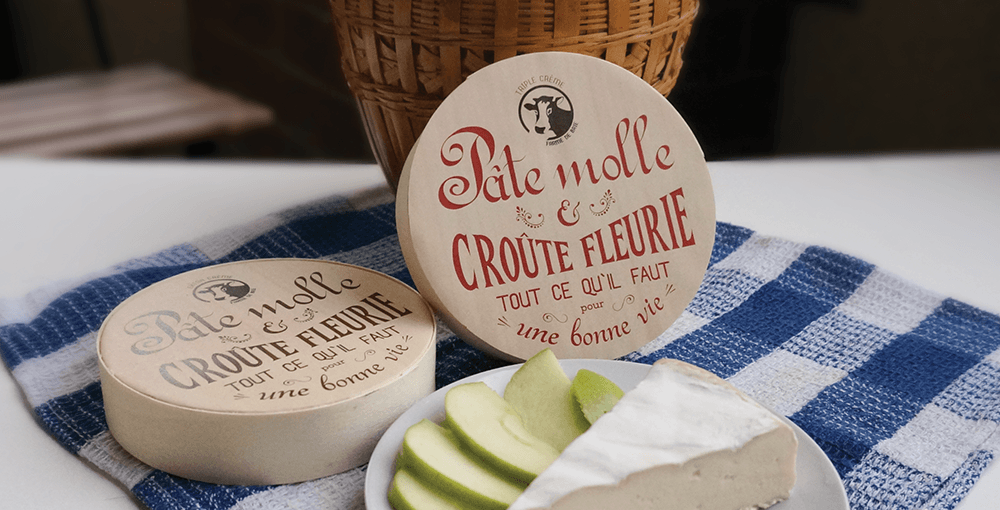 TRIPLE CRÈME
Pâte molle
&
CROÛTE FLEURIE
TOUT CE QU'IL FAUT
pour
une bonne vie
Pâte molle
&
CROÛTE FLEURIE
TOUT CE QU'IL FAUT
pour
une bonne vie